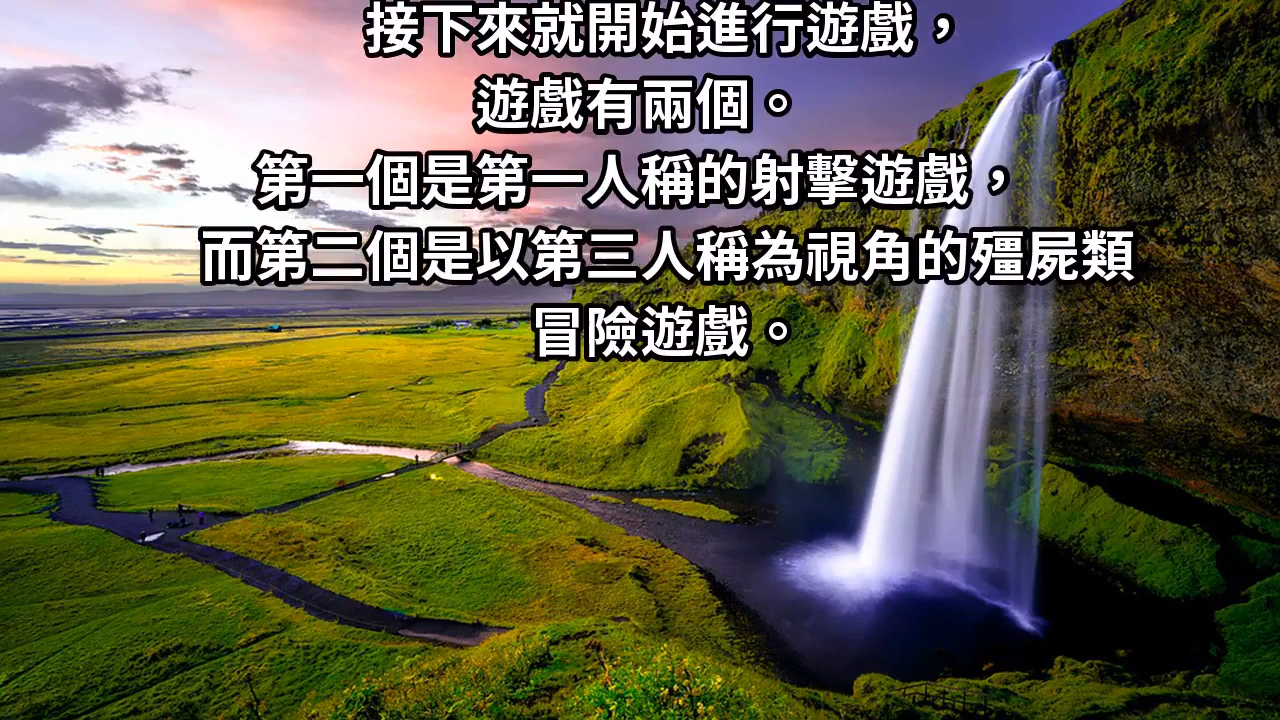 接下來就開始進行遊戲，
遊戲有兩個。
第一個是第一人稱的射擊遊戲，
而第二個是以第三人稱為視角的殭屍類
冒險遊戲。